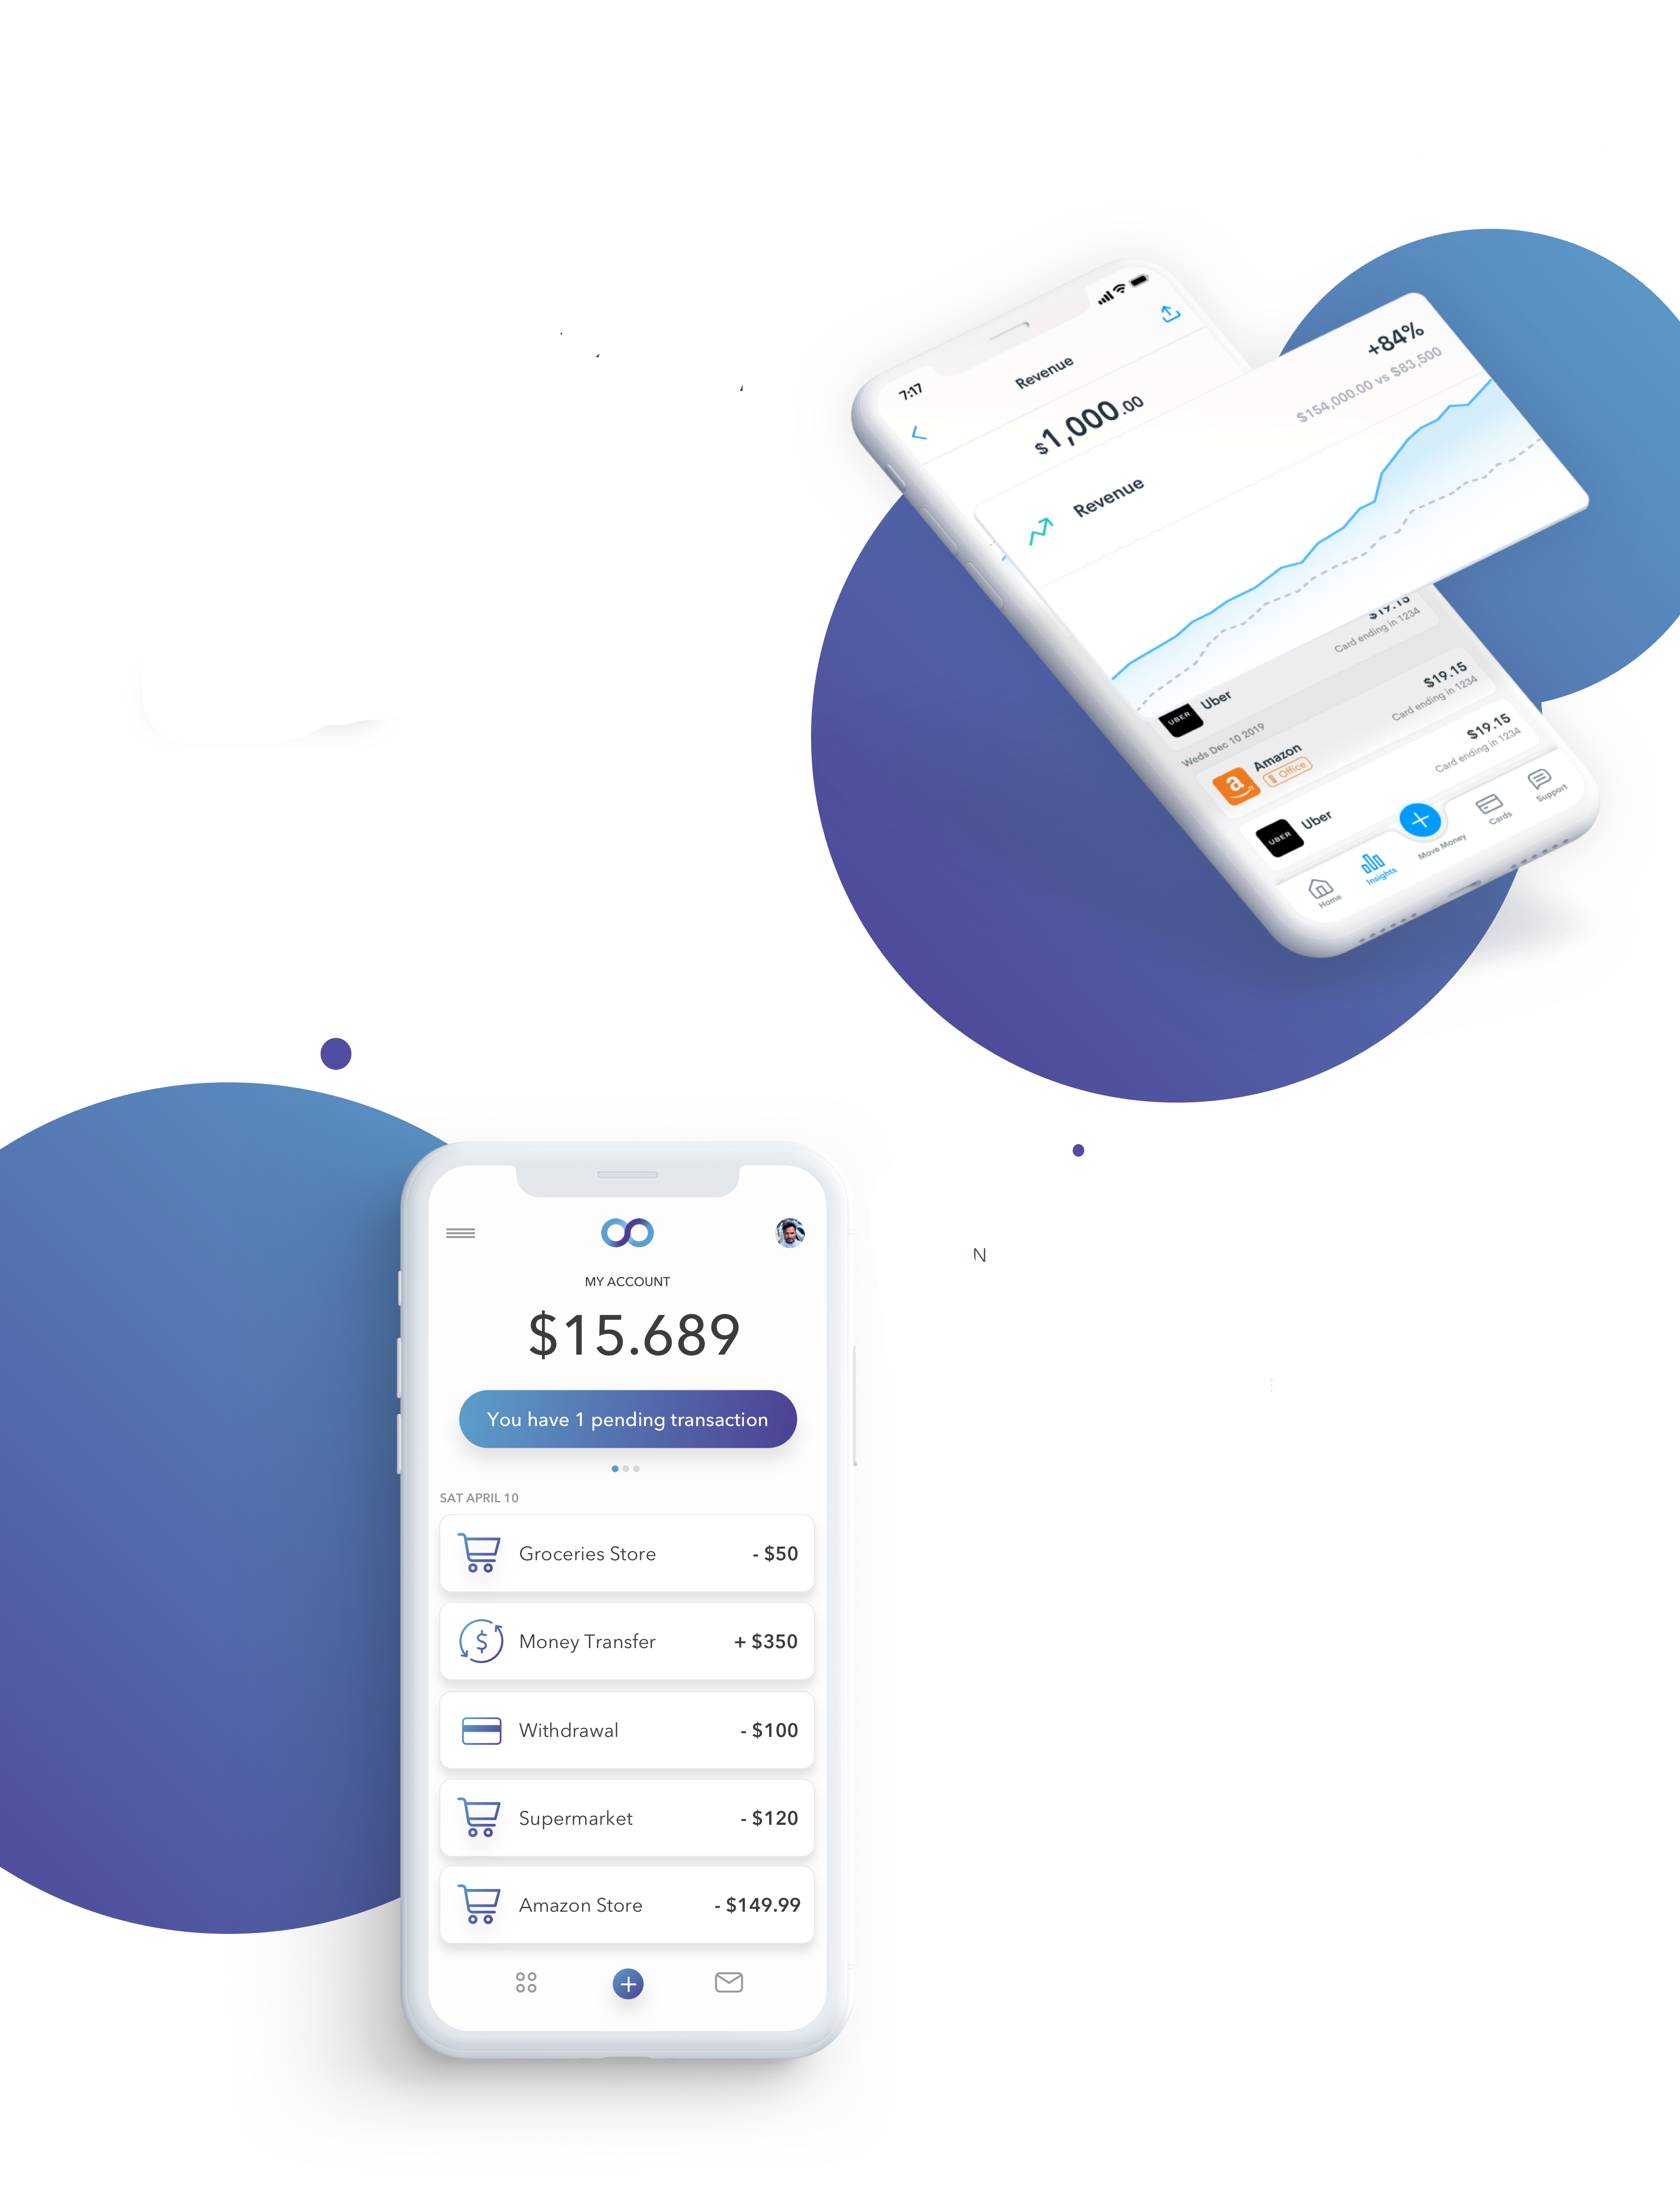 7:17
Revenue
$1,000.00
+84%
$154,000.00 vs $83,500
Revenue
$19.15
Card ending in 1234
UBER
Uber
Weds Dec 10 2019
$19.15
Card ending in 1234
Amazon
Office
$19.15
Card ending in 1234
UBER
Uber
Home
Insights
Move Money
Cards
Support
MY ACCOUNT
$15.689
You have 1 pending transaction
SAT APRIL 10
Groceries Store - $50
Money Transfer + $350
Withdrawal - $100
Supermarket - $120
Amazon Store - $149.99
N